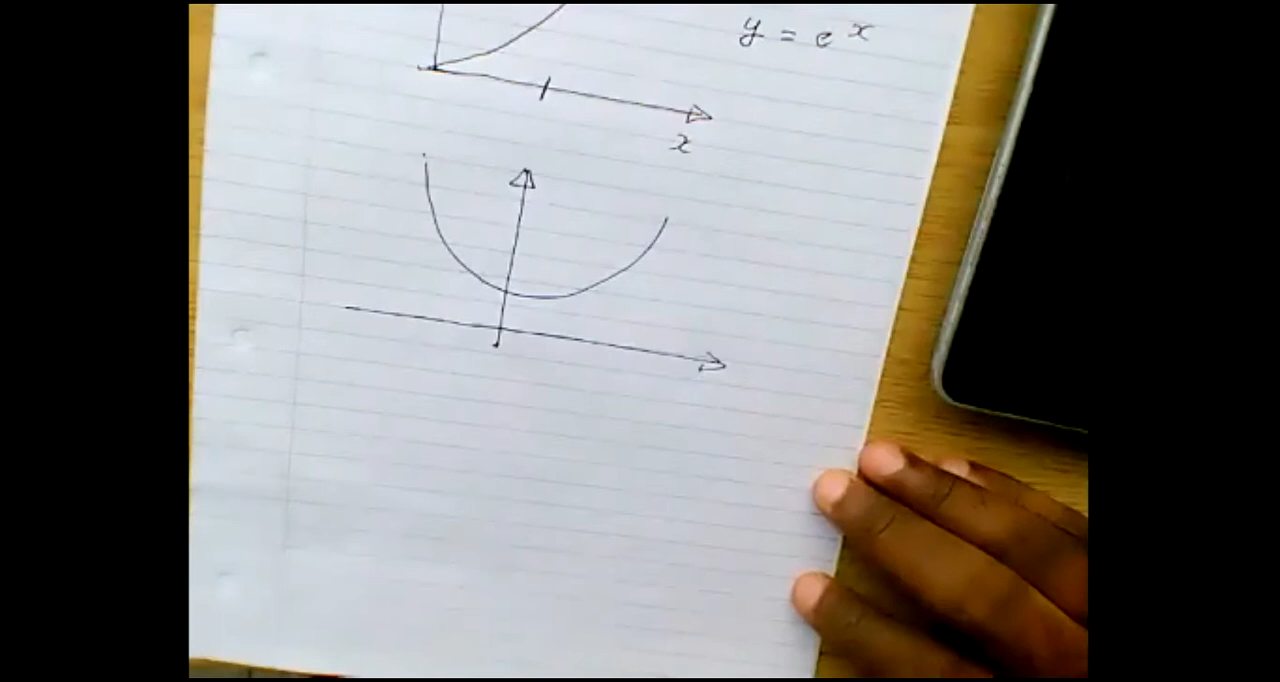 y = e^x
x